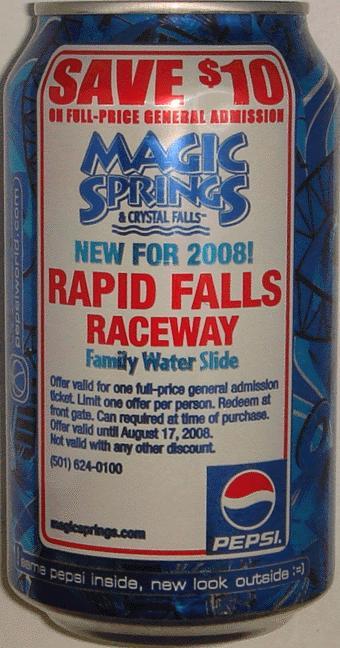 SAVE $10
ON FULL-PRICE GENERAL ADMISSION
MAGIC
SPRINGS
& CRYSTAL FALLS™
NEW FOR 2008!
RAPID FALLS
RACEWAY
Family Water Slide
Offer valid for one full-price general admission
ticket. Limit one offer per person. Redeem at
front gate. Can required at time of purchase.
Offer valid until August 17, 2008.
Not valid with any other discount.
(501) 624-0100
magicsprings.com
PEPSI.
same pepsi inside, new look outside :=)
pepsiworld.com